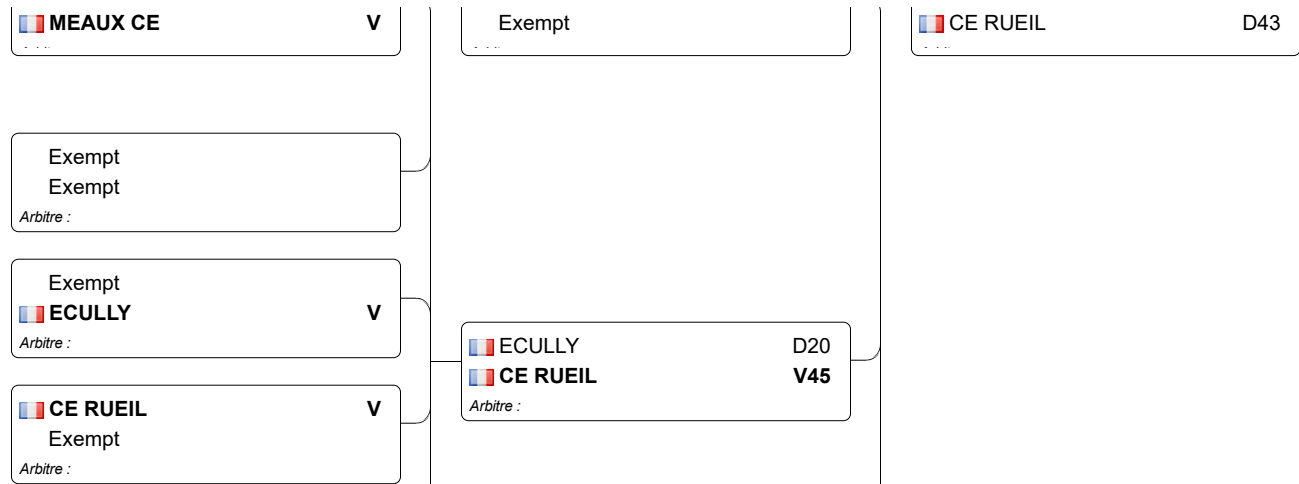 MEAUX CE V
Exempt
Exempt
Arbitre :
Exempt
ECULLY V
Arbitre :
CE RUEIL V
Exempt
Arbitre :
Exempt
ECULLY D20
CE RUEIL V45
Arbitre :
CE RUEIL D43